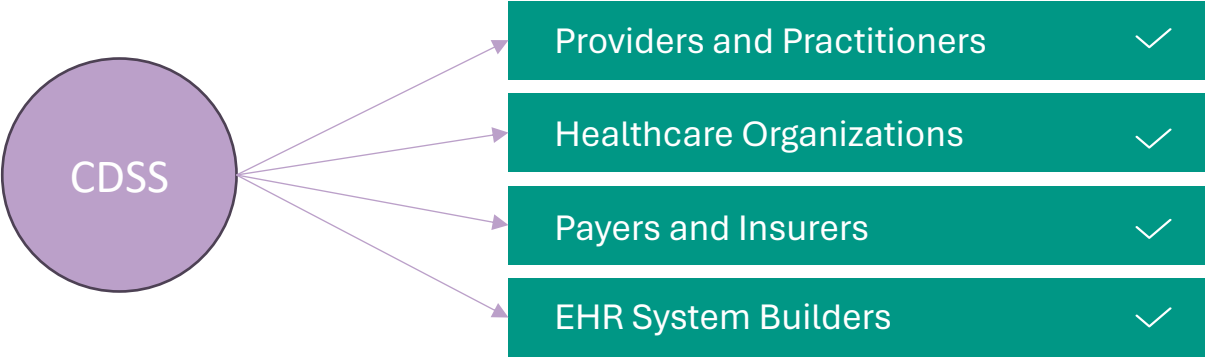 CDSS
Providers and Practitioners
Healthcare Organizations
Payers and Insurers
EHR System Builders